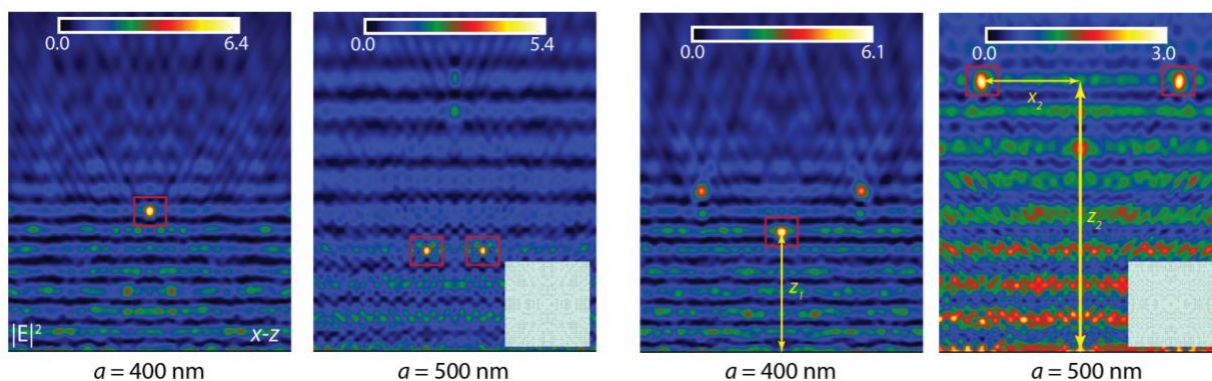 0.0 6.4
0.0 5.4
0.0 6.1
0.0 3.0
x₂
z₂
z₁
|E|² x-z
a = 400 nm
a = 500 nm
a = 400 nm
a = 500 nm